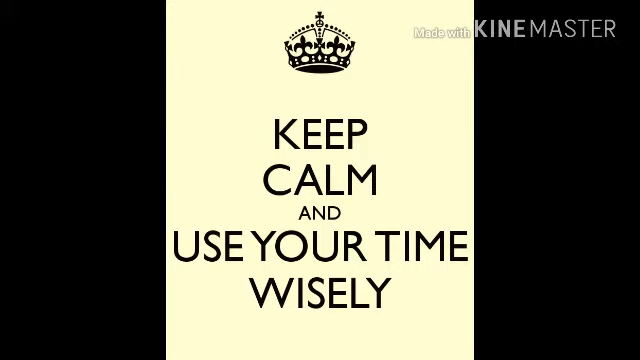 Made with KINEMASTER
KEEP
CALM
AND
USE YOUR TIME
WISELY